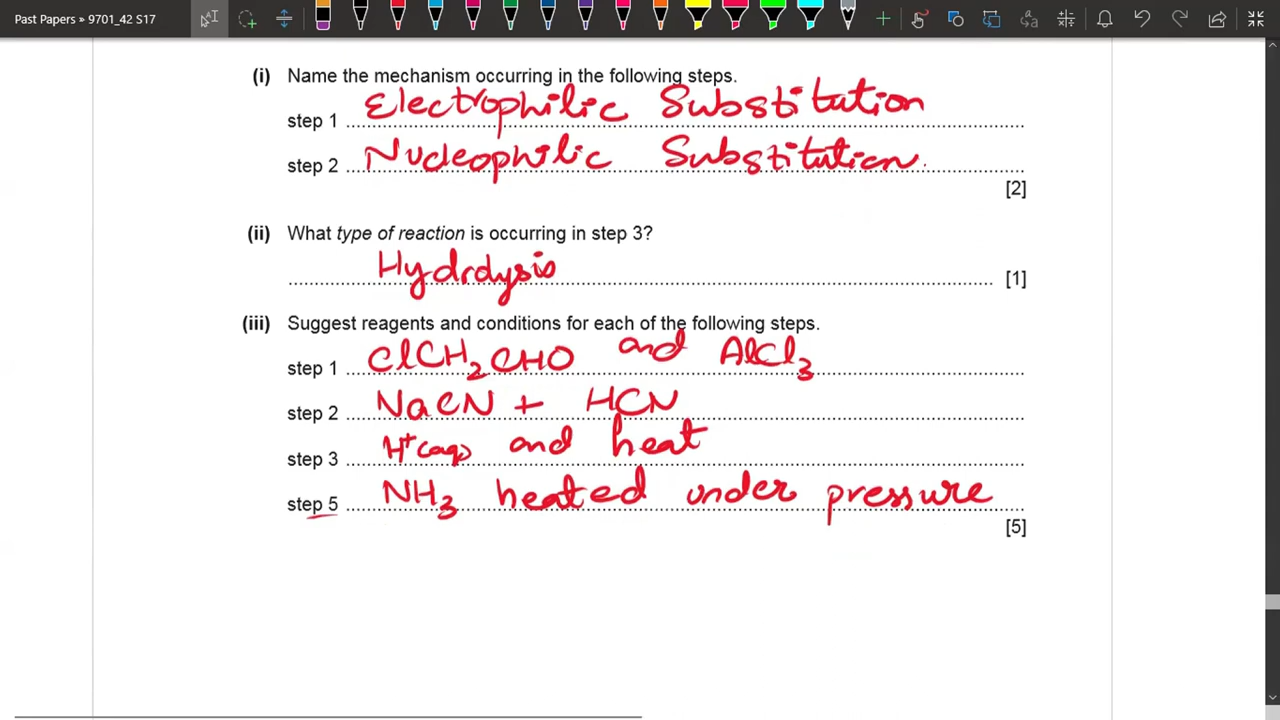 Past Papers » 9701_42 S17
(i) Name the mechanism occurring in the following steps.
step 1 Electrophilic Substitution
step 2 Nucleophilic Substitution.
[2]
(ii) What type of reaction is occurring in step 3?
Hydrolysis [1]
(iii) Suggest reagents and conditions for each of the following steps.
step 1 ClCH₂CHO and AlCl₃
step 2 NaCN + HCN
step 3 H⁺(aq) and heat
step 5 NH₃ heated under pressure
[5]